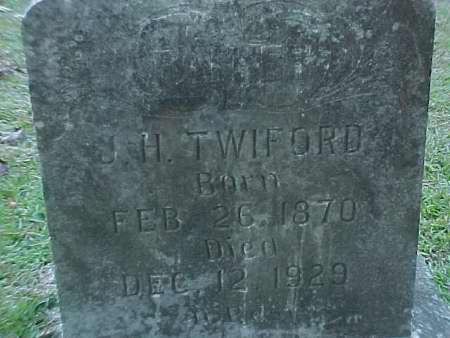 J. H. TWIFORD
Born
FEB. 26, 1870
Died
DEC. 12, 1929